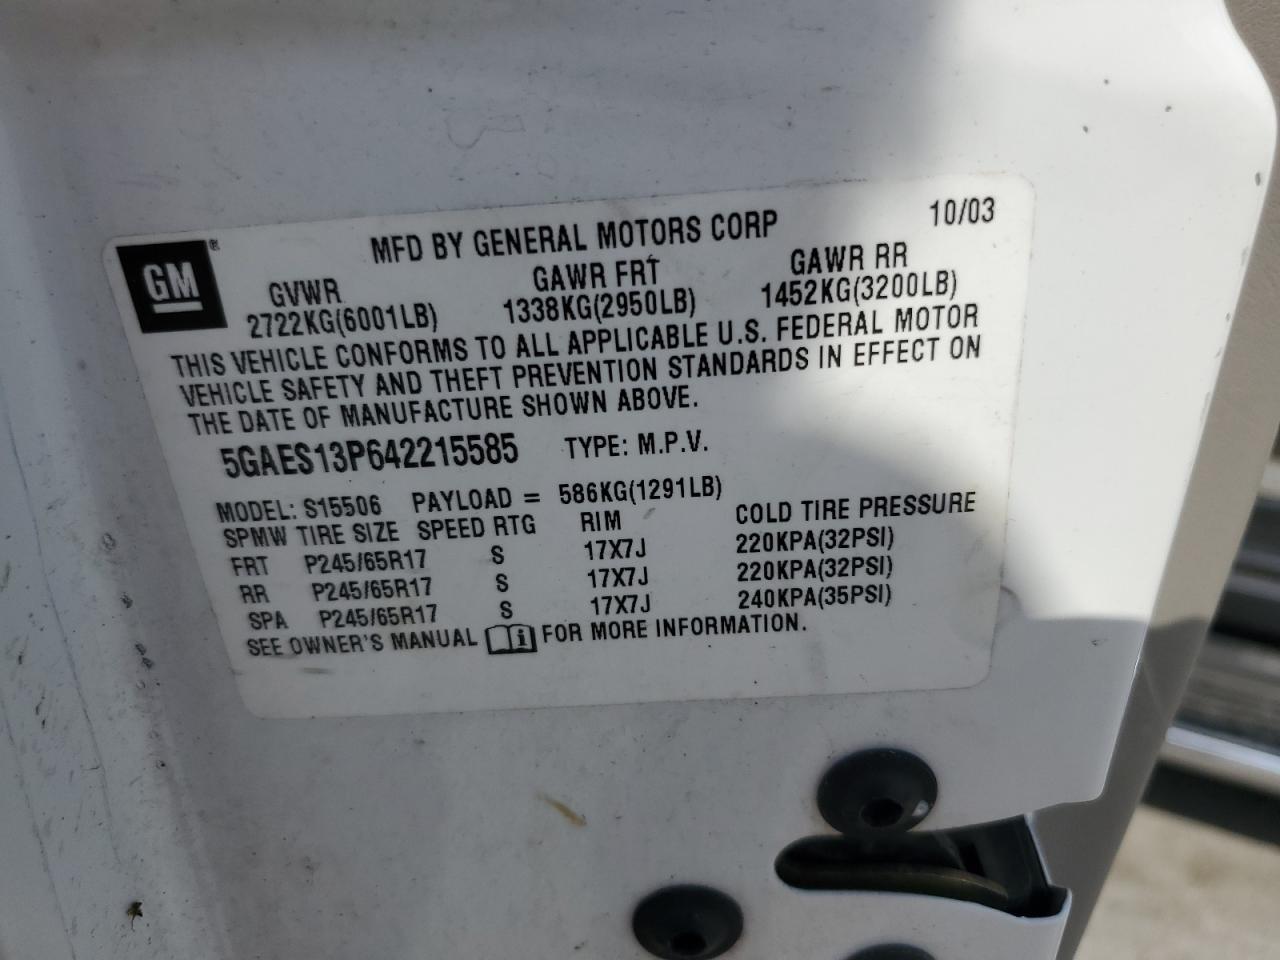 MFD BY GENERAL MOTORS CORP 10/03
GM ®
GVWR GAWR FRT GAWR RR
2722KG(6001LB) 1338KG(2950LB) 1452KG(3200LB)
THIS VEHICLE CONFORMS TO ALL APPLICABLE U.S. FEDERAL MOTOR
VEHICLE SAFETY AND THEFT PREVENTION STANDARDS IN EFFECT ON
THE DATE OF MANUFACTURE SHOWN ABOVE.
5GAES13P642215585 TYPE: M.P.V.
MODEL: S15506 PAYLOAD = 586KG(1291LB)
SPMW TIRE SIZE SPEED RTG RIM COLD TIRE PRESSURE
FRT P245/65R17 S 17X7J 220KPA(32PSI)
RR P245/65R17 S 17X7J 220KPA(32PSI)
SPA P245/65R17 S 17X7J 240KPA(35PSI)
SEE OWNER'S MANUAL i FOR MORE INFORMATION.